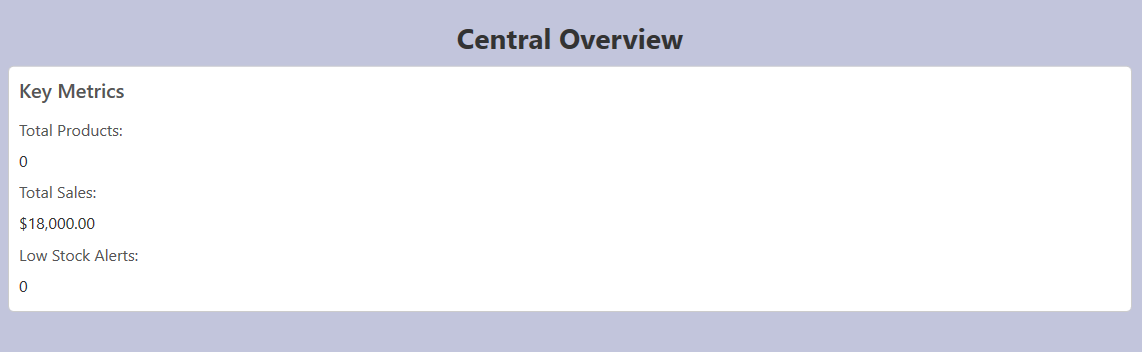 Central Overview
Key Metrics
Total Products:
0
Total Sales:
$18,000.00
Low Stock Alerts:
0